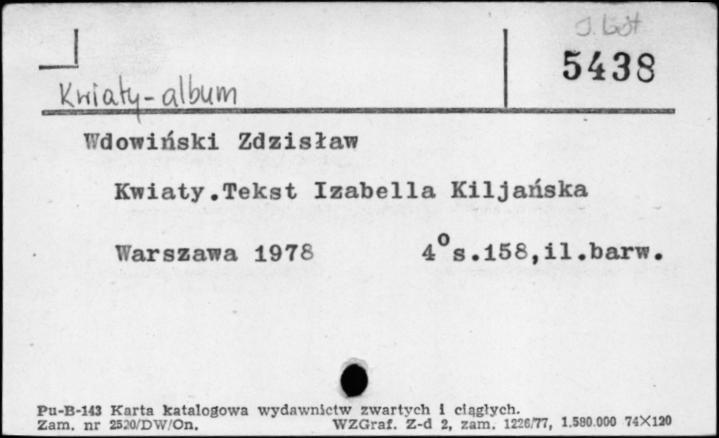 J. bot
5438
Kwiaty-album
Wdowiński Zdzisław
Kwiaty.Tekst Izabella Kiljańska
Warszawa 1978 4° s.158,il.barw.
Pu-B-143 Karta katalogowa wydawnictw zwartych i ciągłych.
Zam. nr 2520/DW/On. WZGraf. Z-d 2, zam. 1226/77, 1.580.000 74×120